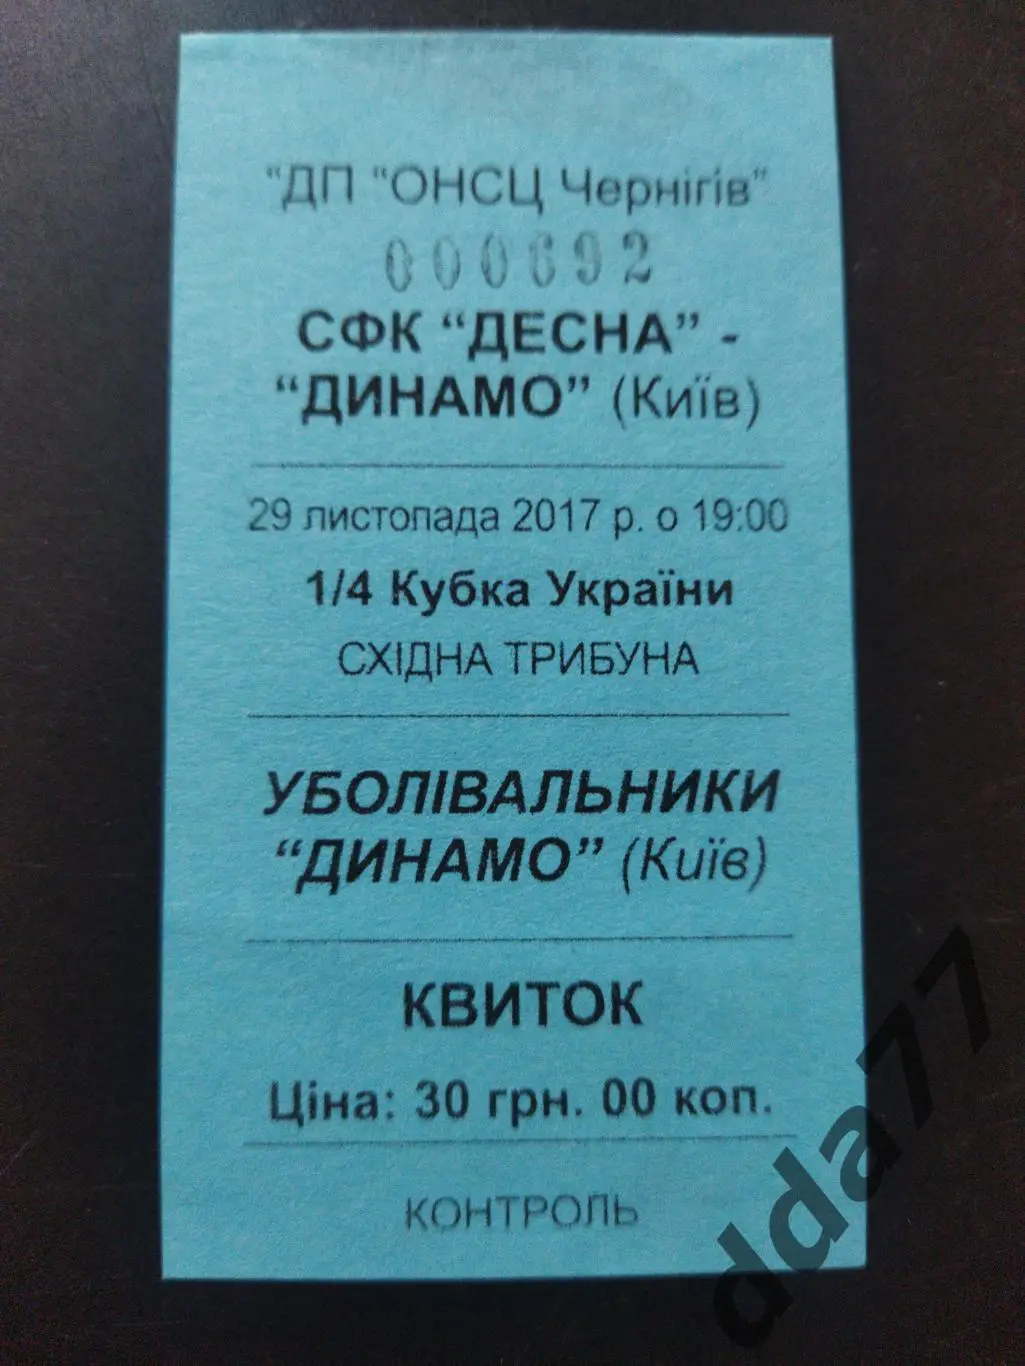 "ДП "ОНСЦ Чернігів"
000692
СФК “ДЕСНА” -
“ДИНАМО” (Київ)
29 листопада 2017 р. о 19:00
1/4 Кубка України
СХІДНА ТРИБУНА
УБОЛІВАЛЬНИКИ
“ДИНАМО” (Київ)
КВИТОК
Ціна: 30 грн. 00 коп.
КОНТРОЛЬ
dda77